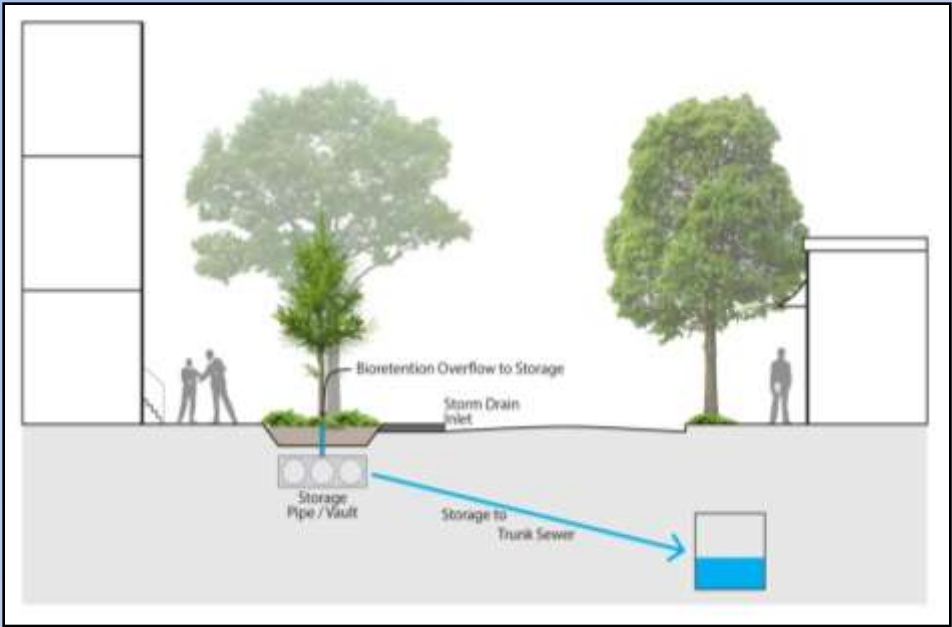 Bioretention Overflow to Storage
Storm Drain
Inlet
Storage
Pipe / Vault
Storage to
Trunk Sewer